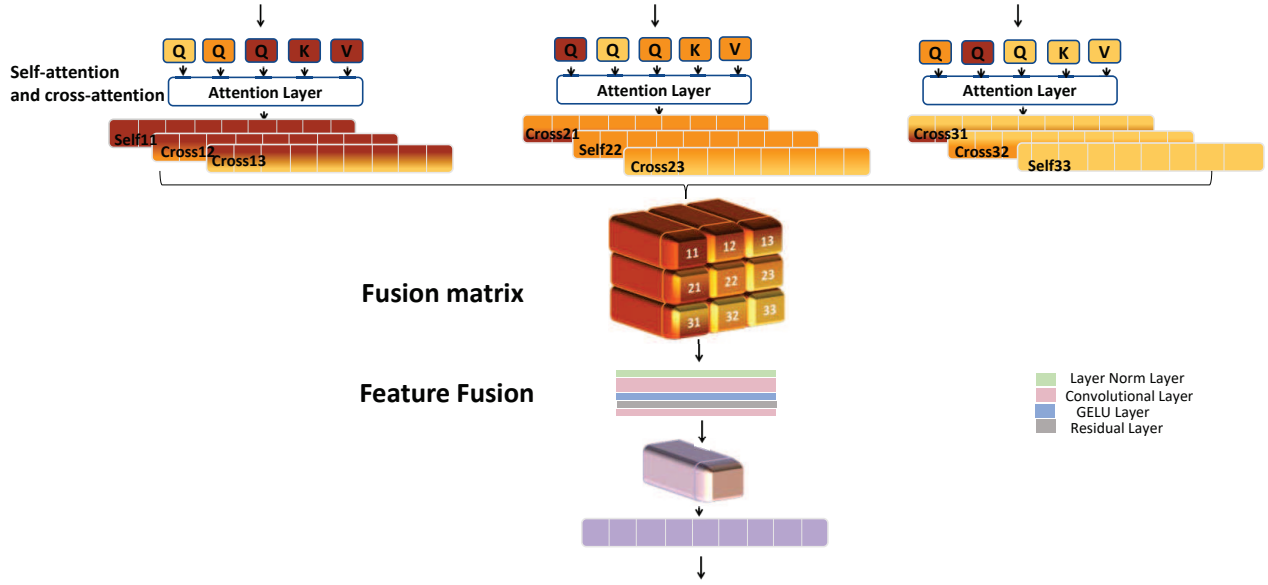 Q Q Q K V
Q Q Q K V
Q Q Q K V
Self-attention
and cross-attention
Attention Layer
Attention Layer
Attention Layer
Self11
Cross12
Cross13
Cross21
Self22
Cross23
Cross31
Cross32
Self33
11 12 13
21 22 23
31 32 33
Fusion matrix
Feature Fusion
Layer Norm Layer
Convolutional Layer
GELU Layer
Residual Layer